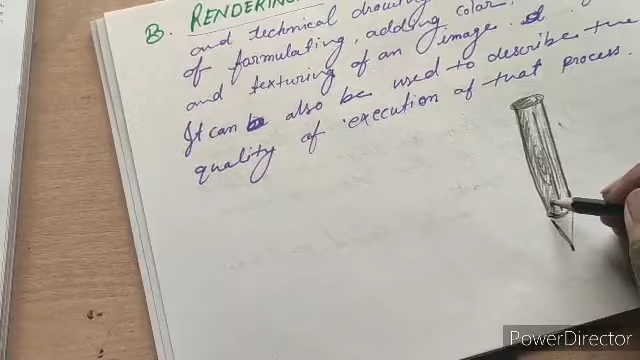 B. RENDERING
and technical drawing
of formulating, adding color,
and texturing of an image.
It can also be used to describe the
quality of execution of that process.
PowerDirector